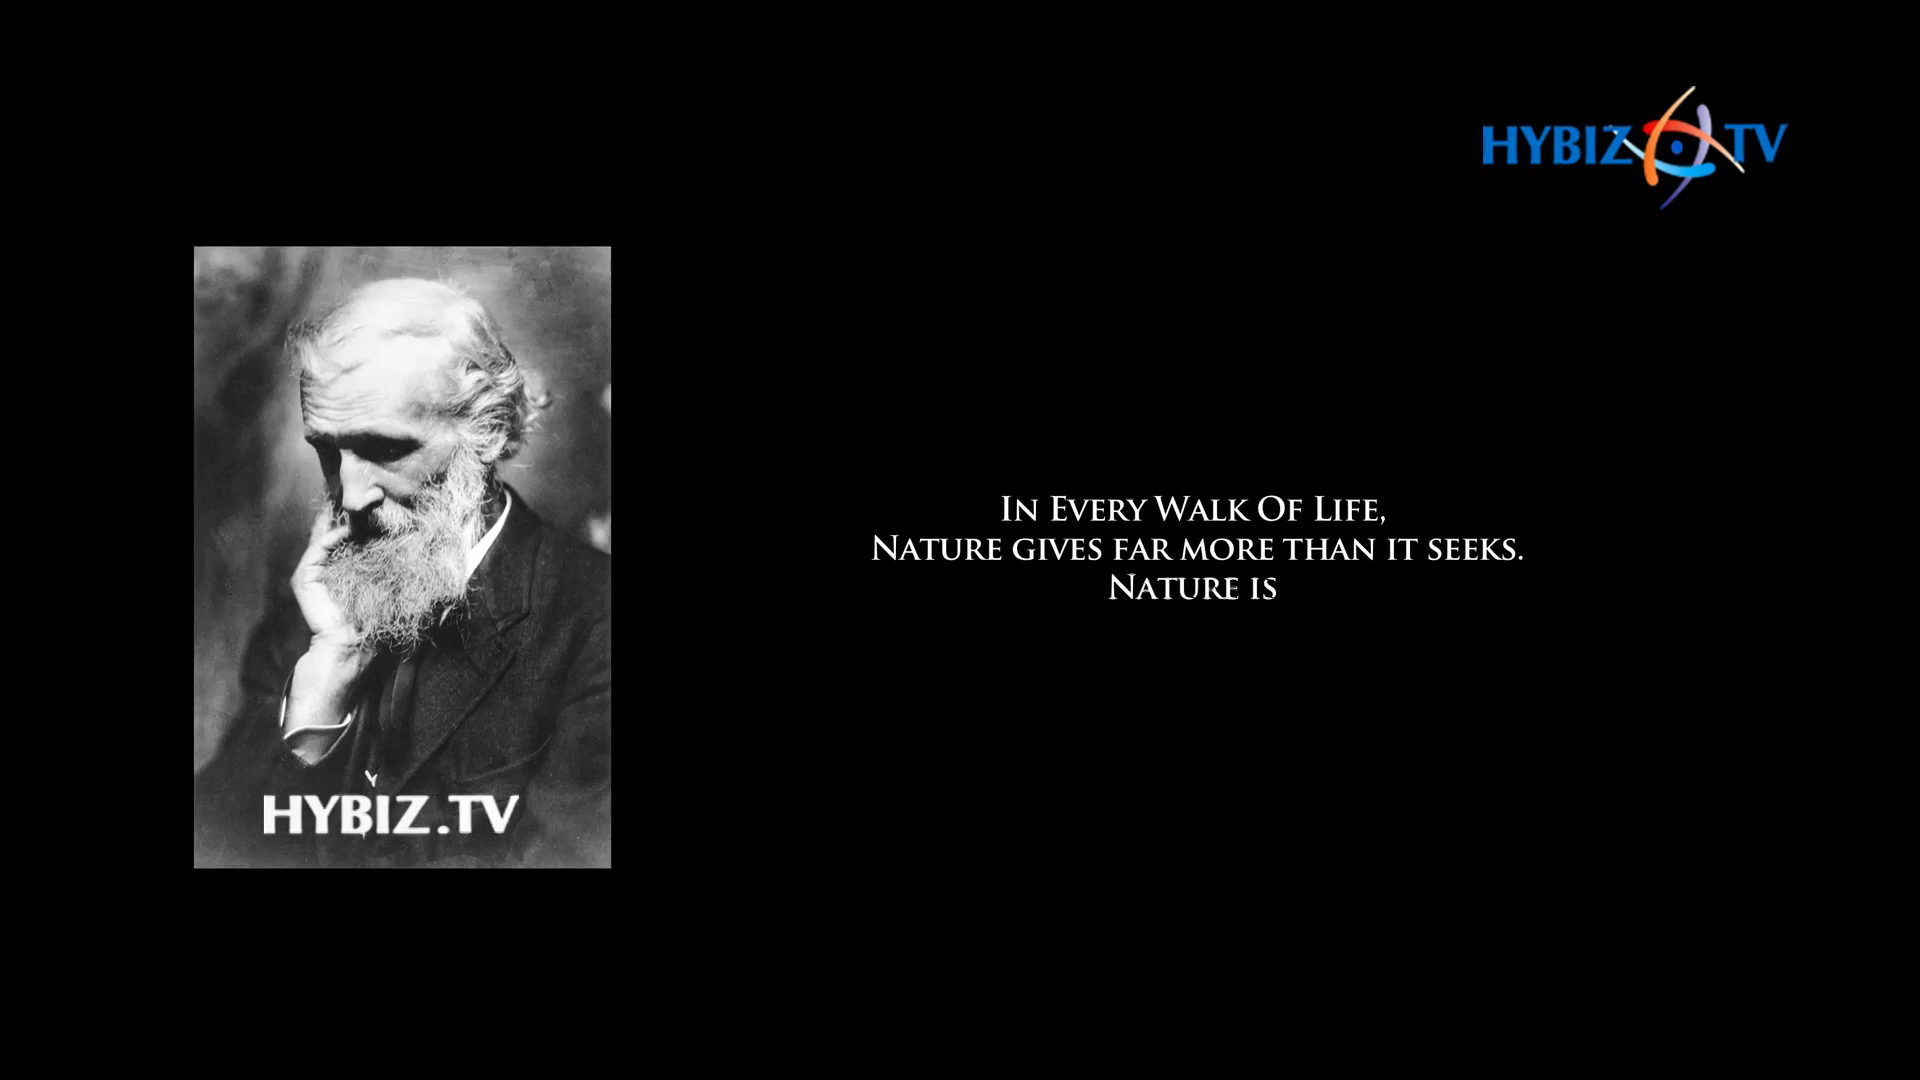 HYBIZ TV
In Every Walk Of Life,
Nature gives far more than it seeks.
Nature is
HYBIZ.TV